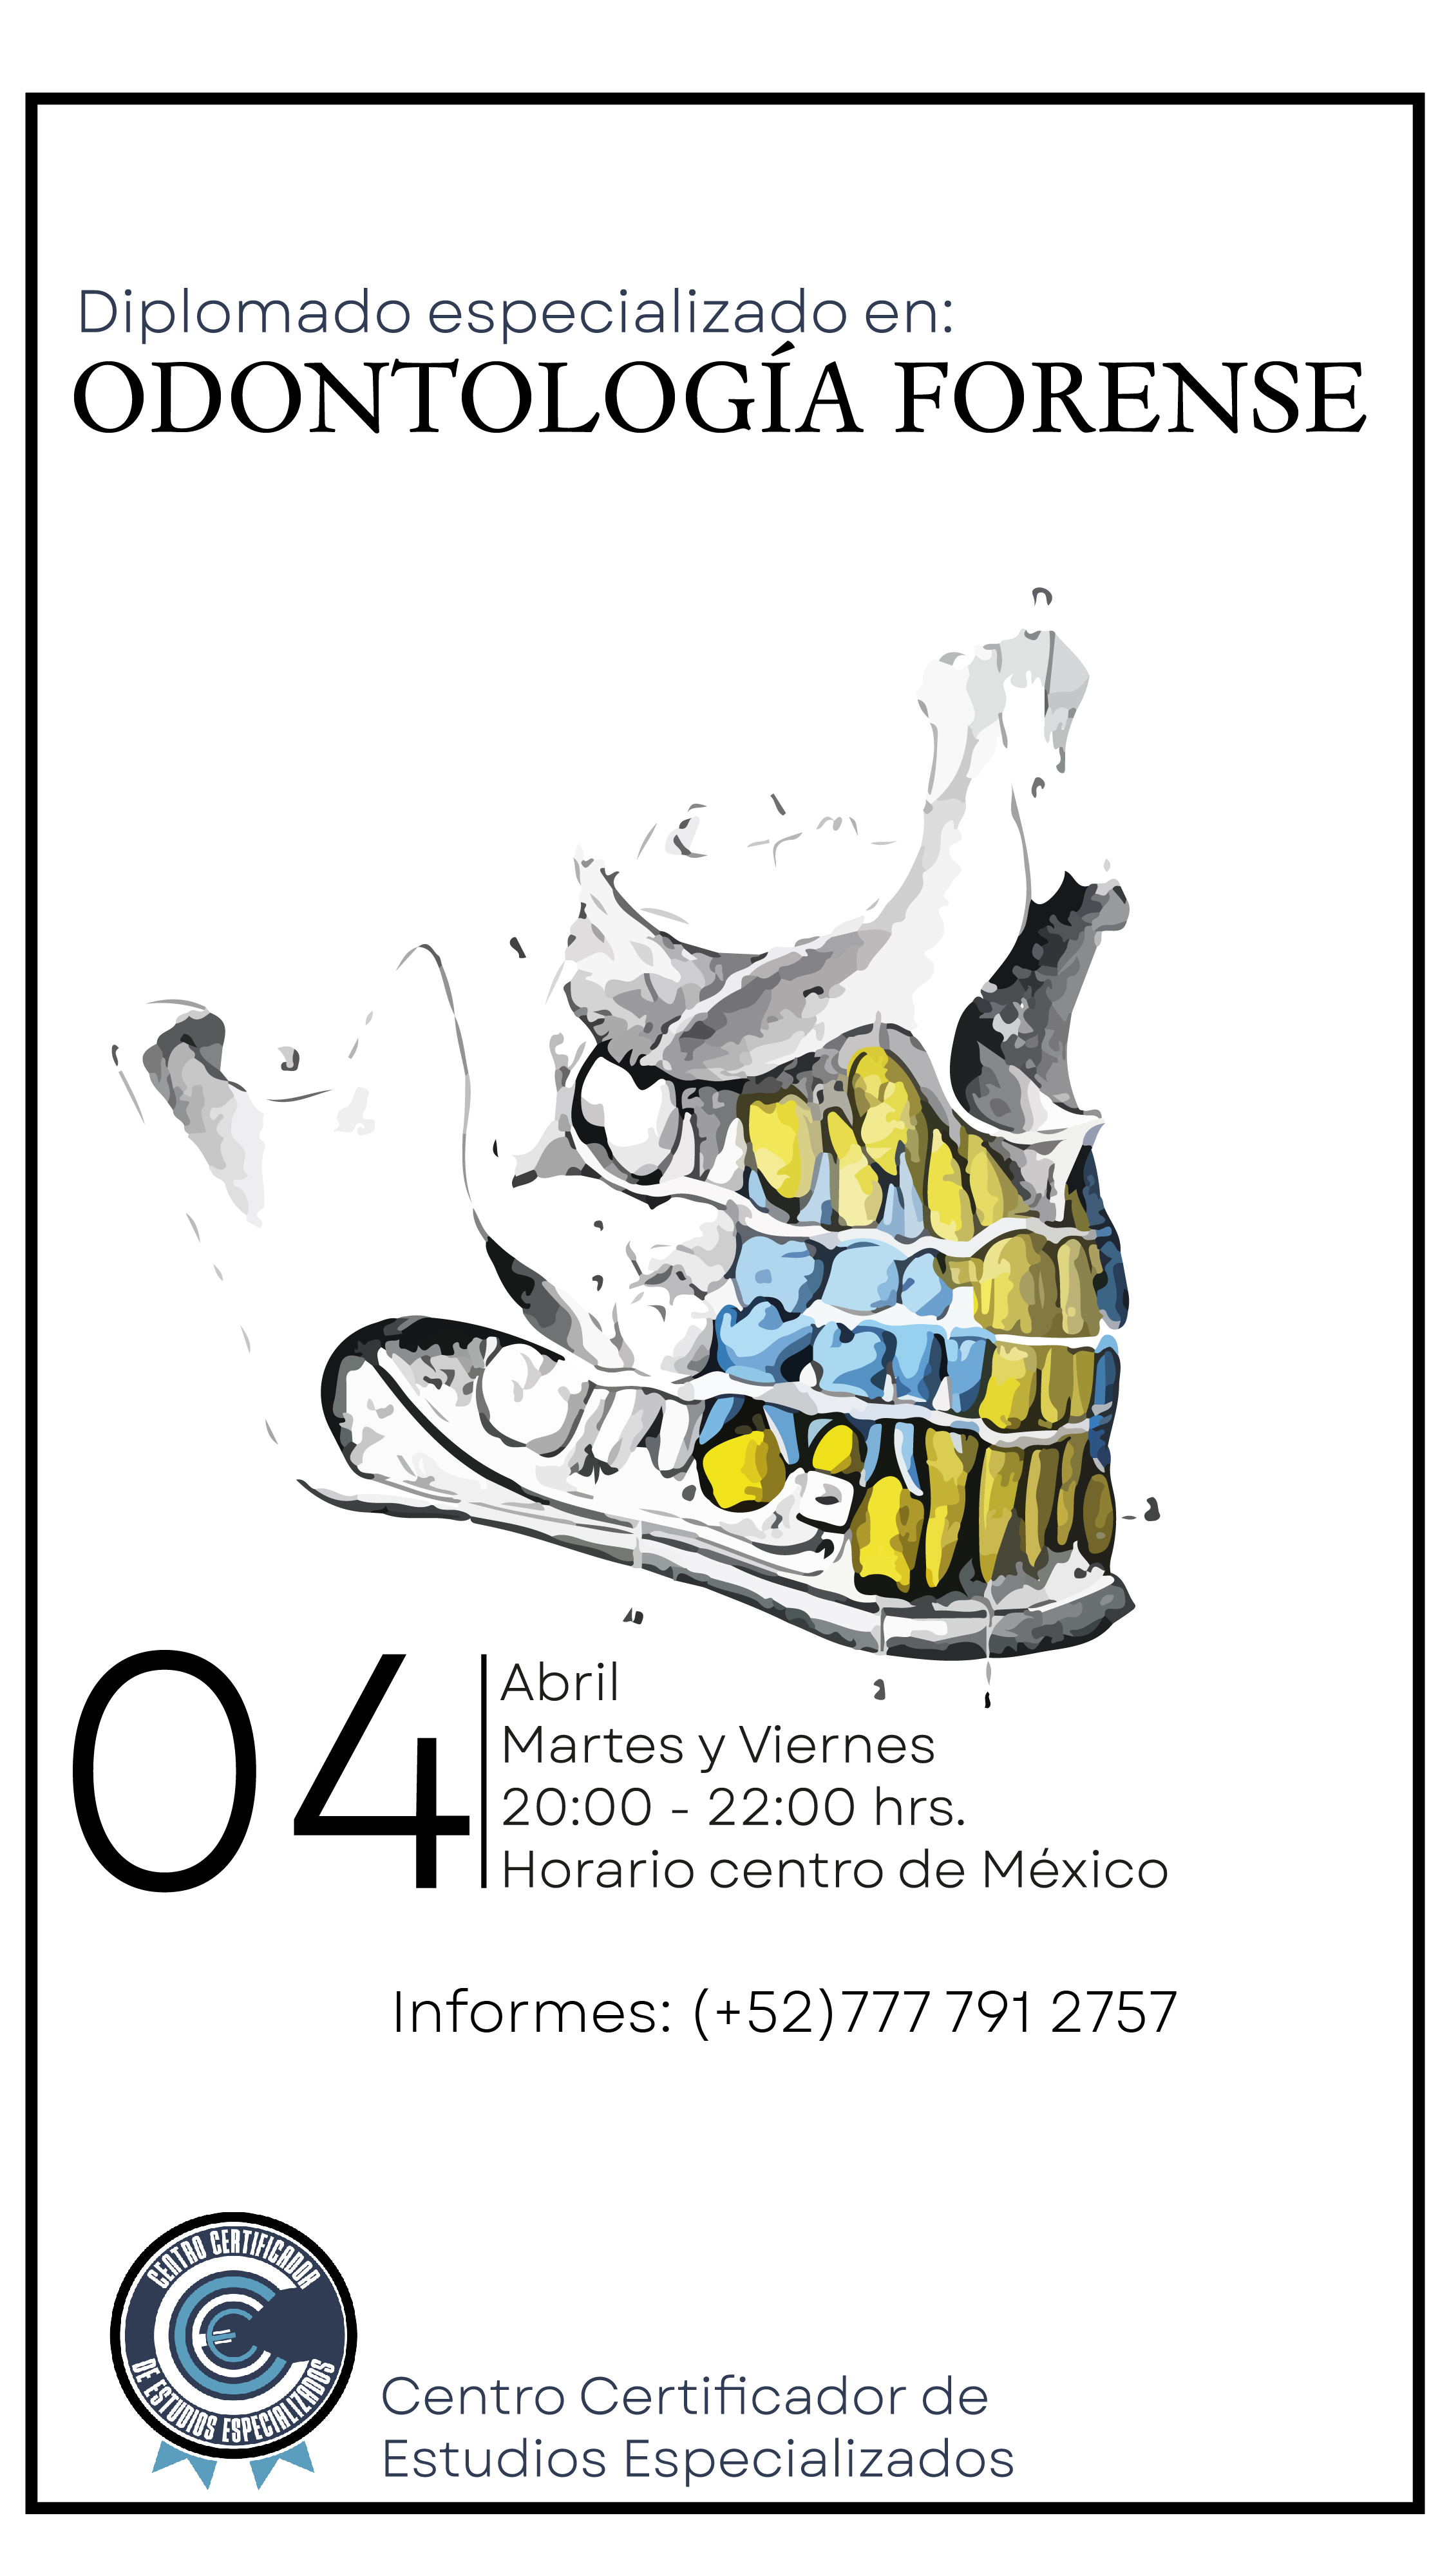 Diplomado especializado en:
ODONTOLOGÍA FORENSE
04
Abril
Martes y Viernes
20:00 - 22:00 hrs.
Horario centro de México
Informes: (+52)777 791 2757
CENTRO CERTIFICADOR
DE ESTUDIOS ESPECIALIZADOS
Centro Certificador de
Estudios Especializados